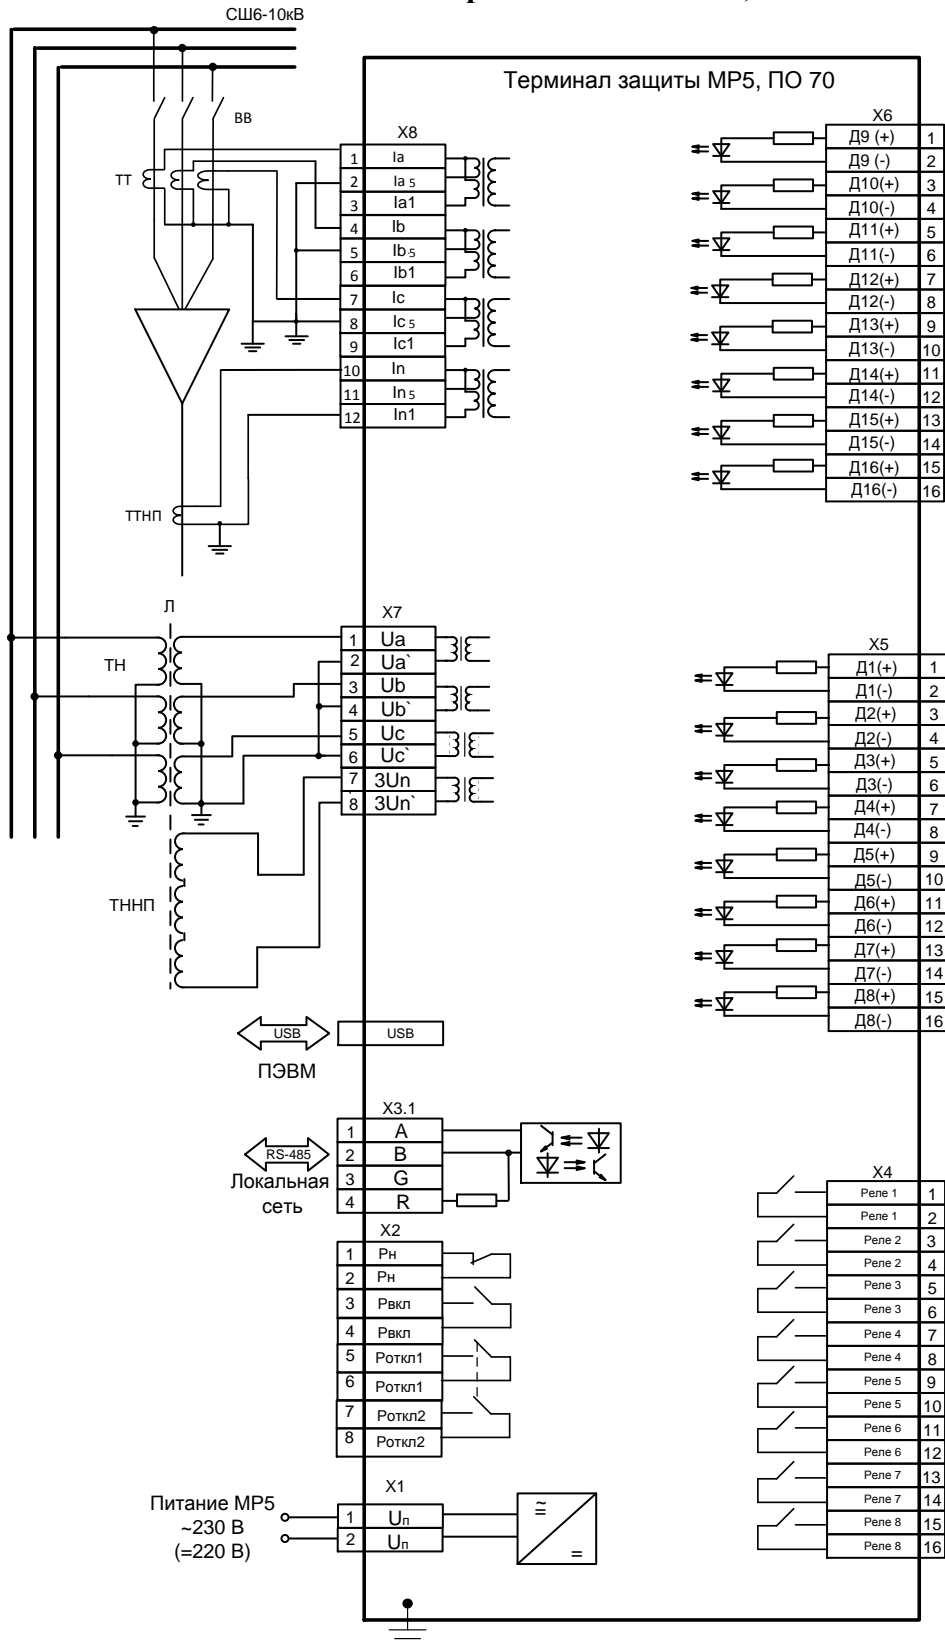 СШ6-10кВ
Терминал защиты МР5, ПО 70
ВВ
ТТ
X8
1 Ia
2 Ia 5
3 Ia1
4 Ib
5 Ib 5
6 Ib1
7 Ic
8 Ic 5
9 Ic1
10 In
11 In 5
12 In1
ТТНП
X6
Д9 (+) 1
Д9 (-) 2
Д10(+) 3
Д10(-) 4
Д11(+) 5
Д11(-) 6
Д12(+) 7
Д12(-) 8
Д13(+) 9
Д13(-) 10
Д14(+) 11
Д14(-) 12
Д15(+) 13
Д15(-) 14
Д16(+) 15
Д16(-) 16
Л
ТН
X7
1 Ua
2 Ua`
3 Ub
4 Ub`
5 Uc
6 Uc`
7 3Un
8 3Un`
ТННП
X5
Д1(+) 1
Д1(-) 2
Д2(+) 3
Д2(-) 4
Д3(+) 5
Д3(-) 6
Д4(+) 7
Д4(-) 8
Д5(+) 9
Д5(-) 10
Д6(+) 11
Д6(-) 12
Д7(+) 13
Д7(-) 14
Д8(+) 15
Д8(-) 16
USB
USB
ПЭВМ
X3.1
1 A
2 B
3 G
4 R
RS-485
Локальная
сеть
X2
1 Рн
2 Рн
3 Рвкл
4 Рвкл
5 Роткл1
6 Роткл1
7 Роткл2
8 Роткл2
X4
Реле 1 1
Реле 1 2
Реле 2 3
Реле 2 4
Реле 3 5
Реле 3 6
Реле 4 7
Реле 4 8
Реле 5 9
Реле 5 10
Реле 6 11
Реле 6 12
Реле 7 13
Реле 7 14
Реле 8 15
Реле 8 16
X1
1 Uп
2 Uп
Питание МР5
~230 В
(=220 В)